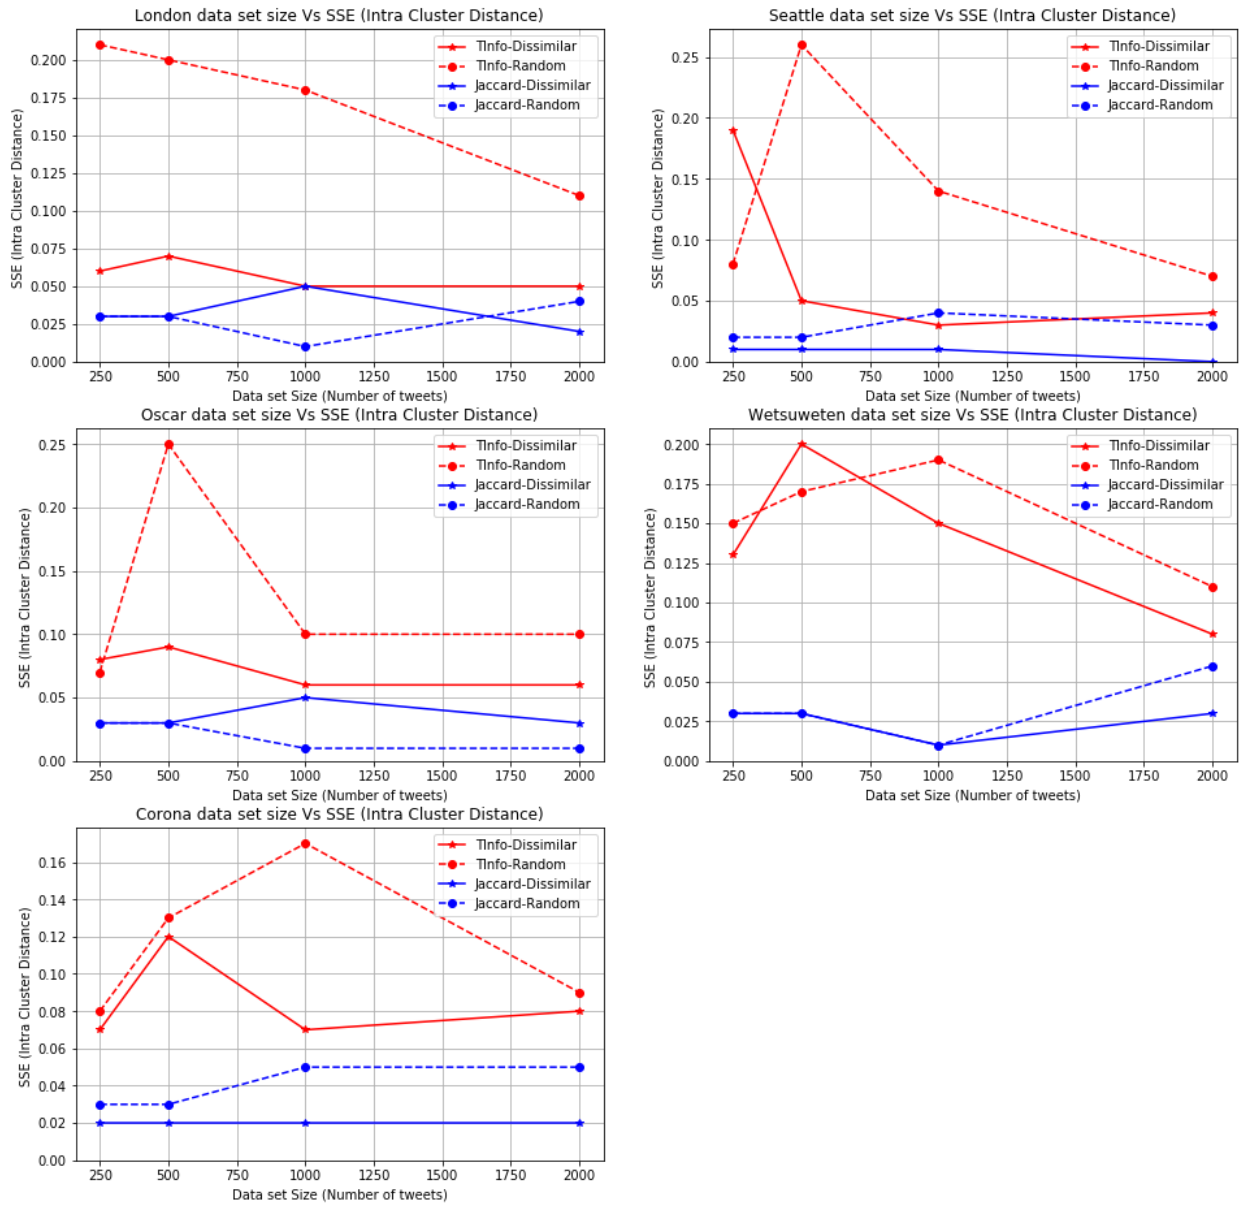 London data set size Vs SSE (Intra Cluster Distance)
SSE (Intra Cluster Distance)
0.200
0.175
0.150
0.125
0.100
0.075
0.050
0.025
0.000
TInfo-Dissimilar
TInfo-Random
Jaccard-Dissimilar
Jaccard-Random
250 500 750 1000 1250 1500 1750 2000
Data set Size (Number of tweets)
Seattle data set size Vs SSE (Intra Cluster Distance)
SSE (Intra Cluster Distance)
0.25
0.20
0.15
0.10
0.05
0.00
TInfo-Dissimilar
TInfo-Random
Jaccard-Dissimilar
Jaccard-Random
250 500 750 1000 1250 1500 1750 2000
Data set Size (Number of tweets)
Oscar data set size Vs SSE (Intra Cluster Distance)
SSE (Intra Cluster Distance)
0.25
0.20
0.15
0.10
0.05
0.00
TInfo-Dissimilar
TInfo-Random
Jaccard-Dissimilar
Jaccard-Random
250 500 750 1000 1250 1500 1750 2000
Data set Size (Number of tweets)
Wetsuweten data set size Vs SSE (Intra Cluster Distance)
SSE (Intra Cluster Distance)
0.200
0.175
0.150
0.125
0.100
0.075
0.050
0.025
0.000
TInfo-Dissimilar
TInfo-Random
Jaccard-Dissimilar
Jaccard-Random
250 500 750 1000 1250 1500 1750 2000
Data set Size (Number of tweets)
Corona data set size Vs SSE (Intra Cluster Distance)
SSE (Intra Cluster Distance)
0.16
0.14
0.12
0.10
0.08
0.06
0.04
0.02
0.00
TInfo-Dissimilar
TInfo-Random
Jaccard-Dissimilar
Jaccard-Random
250 500 750 1000 1250 1500 1750 2000
Data set Size (Number of tweets)